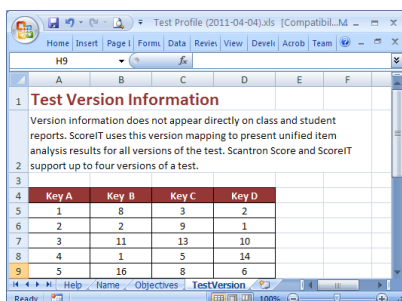 Test Profile (2011-04-04).xls [Compatibil...
Home Insert Page l Formu Data Review View Develo Acrob Team
H9 fx
A B C D E F
1 Test Version Information
Version information does not appear directly on class and student
reports. ScoreIT uses this version mapping to present unified item
analysis results for all versions of the test. Scantron Score and ScoreIT
2 support up to four versions of a test.
3
4 Key A Key B Key C Key D
5 1 8 3 2
6 2 2 9 1
7 3 11 13 10
8 4 1 5 14
9 5 16 8 6
Help Name Objectives TestVersion
Ready 100%